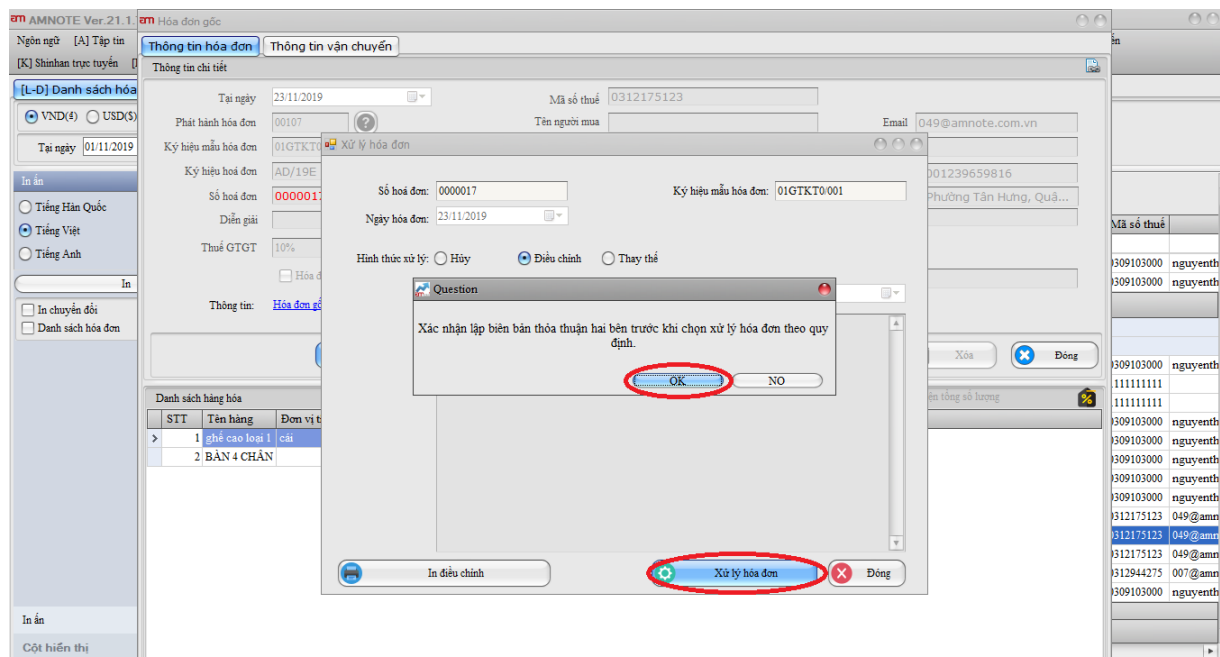 AMNOTE Ver.21.1.
Hóa đơn gốc
Ngôn ngữ [A] Tập tin
[K] Shinhan trực tuyến
Thông tin hóa đơn Thông tin vận chuyển
Thông tin chi tiết
[L-D] Danh sách hóa
VND(₫) USD($)
Tại ngày 01/11/2019
In ấn
Tiếng Hàn Quốc
Tiếng Việt
Tiếng Anh
In
In chuyển đổi
Danh sách hóa đơn
In ấn
Cột hiển thị
Tại ngày 23/11/2019 Mã số thuế 0312175123
Phát hành hóa đơn 00107 Tên người mua Email 049@amnote.com.vn
Ký hiệu mẫu hóa đơn 01GTKT0
Ký hiệu hoá đơn AD/19E 001239659816
Số hoá đơn 0000017 Phường Tân Hưng, Quậ...
Diễn giải
Thuế GTGT 10%
Hóa đ
Thông tin: Hóa đơn gố
Xóa Đóng
Danh sách hàng hóa ên tổng số lượng
STT Tên hàng Đơn vị t
1 ghế cao loại 1 cái
2 BÀN 4 CHÂN
Xử lý hóa đơn
Số hoá đơn: 0000017 Ký hiệu mẫu hóa đơn: 01GTKT0/001
Ngày hóa đơn: 23/11/2019
Hình thức xử lý: Hủy Điều chỉnh Thay thế
Question
Xác nhận lập biên bản thỏa thuận hai bên trước khi chọn xử lý hóa đơn theo quy
định.
OK NO
In điều chỉnh Xử lý hóa đơn Đóng
Mã số thuế
0309103000 nguyenth
0309103000 nguyenth
0309103000 nguyenth
1111111111
1111111111
0309103000 nguyenth
0309103000 nguyenth
0309103000 nguyenth
0309103000 nguyenth
0309103000 nguyenth
0312175123 049@amn
0312175123 049@amn
0312175123 049@amn
0312944275 007@amn
0309103000 nguyenth